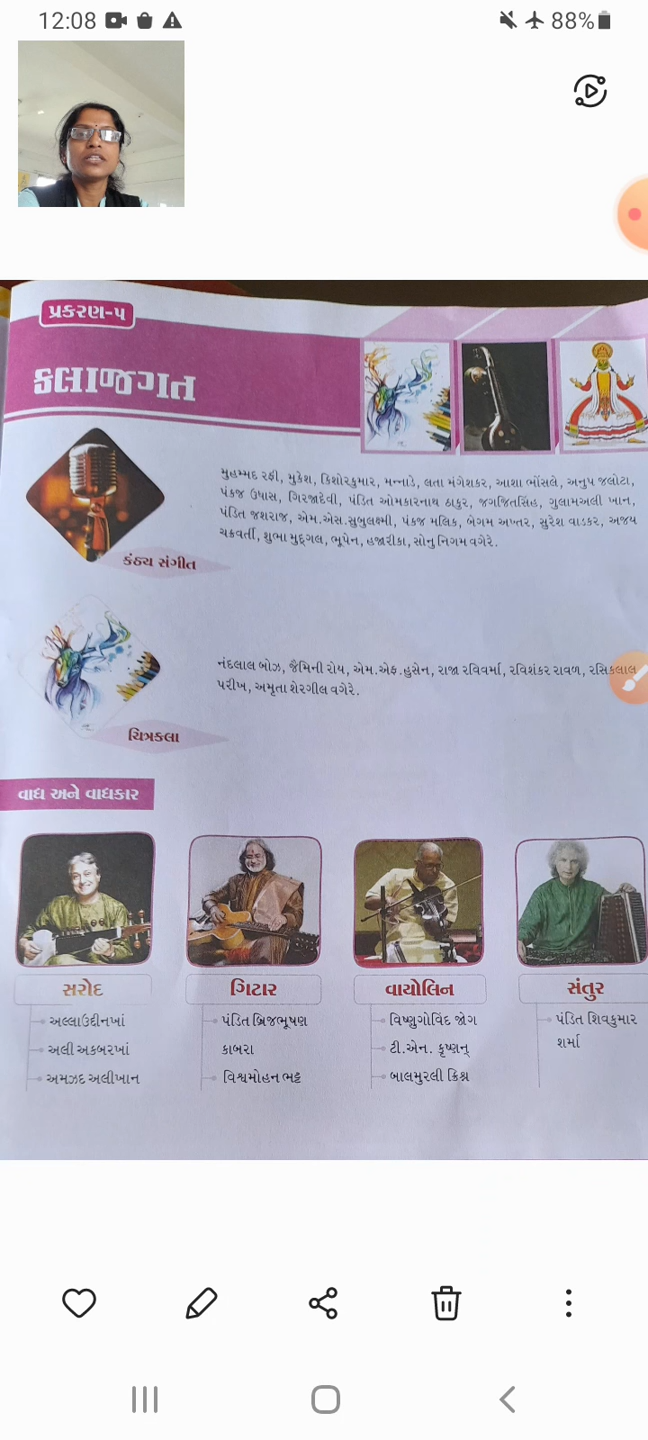 12:08
88%
પ્રકરણ-૫
કલાજગત
મુહમ્મદ રફી, મુકેશ, કિશોરકુમાર, મન્નાડે, લતા મંગેશકર, આશા ભોંસલે, અનુપ જલોટા,
પંકજ ઉધાસ, ગિરજાદેવી, પંડિત ઓમકારનાથ ઠાકુર, જગજિતસિંહ, ગુલામઅલી ખાન,
પંડિત જશરાજ, એમ.એસ.સુબુલક્ષ્મી, પંકજ મલિક, બેગમ અખ્તર, સુરેશ વાડકર, અજય
ચક્રવર્તી, શુભા મુદ્દગલ, ભૂપેન, હજારીકા, સોનુ નિગમ વગેરે.
કંઠ્ય સંગીત
નંદલાલ બોઝ, જૈમિની રોય, એમ.એફ.હુસેન, રાજા રવિવર્મા, રવિશંકર રાવળ, રસિકલાલ
પરીખ, અમૃતા શેરગીલ વગેરે.
ચિત્રકલા
વાદ્ય અને વાદ્યકાર
સરોદ
અલ્લાઉદીનખાં
અલી અકબરખાં
અમઝદ અલીખાન
ગિટાર
પંડિત બ્રિજભૂષણ
કાબરા
વિશ્વમોહન ભટ્ટ
વાયોલિન
વિષ્ણુગોવિંદ જોગ
ટી.એન. કૃષ્ણન્
બાલમુરલી ક્રિશ્ન
સંતુર
પંડિત શિવકુમાર
શર્મા